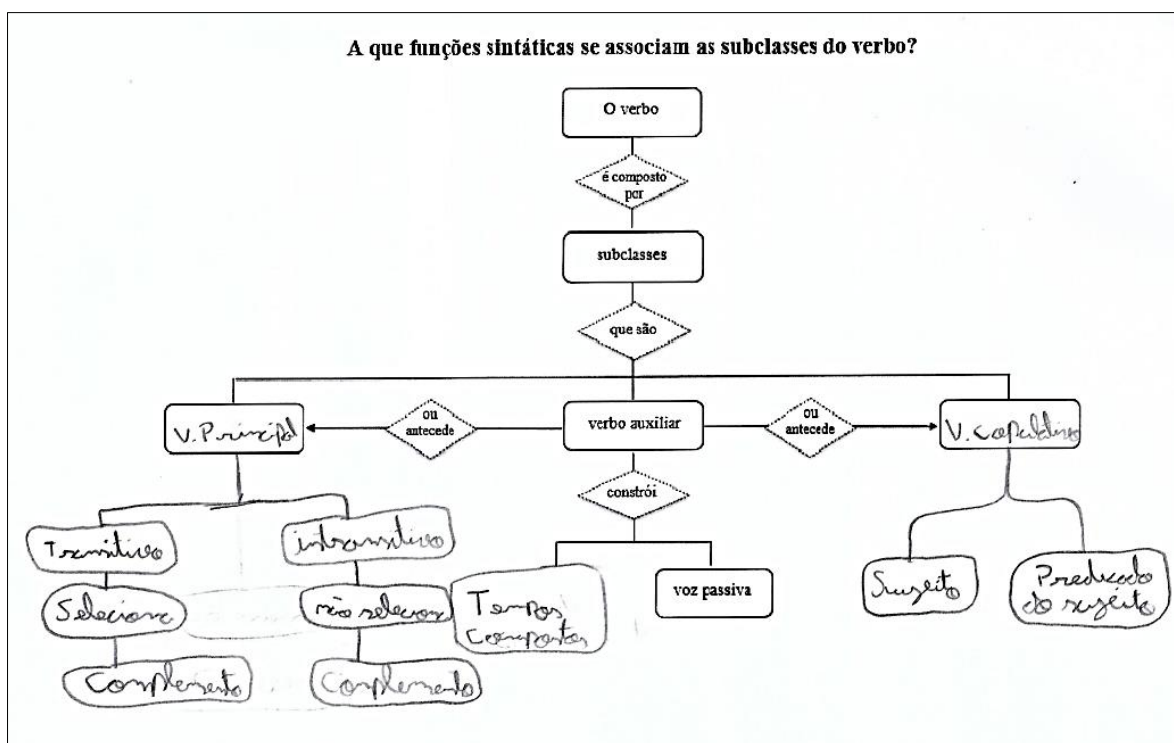 A que funções sintáticas se associam as subclasses do verbo?
O verbo
é composto
por
subclasses
que são
V. Principal
ou
antecede
verbo auxiliar
ou
antecede
V. copulativo
constrói
Transitivo
intransitivo
Seleciona
não seleciona
Tempos
Compostos
voz passiva
Sujeito
Predicado
do sujeito
Complemento
Complemento